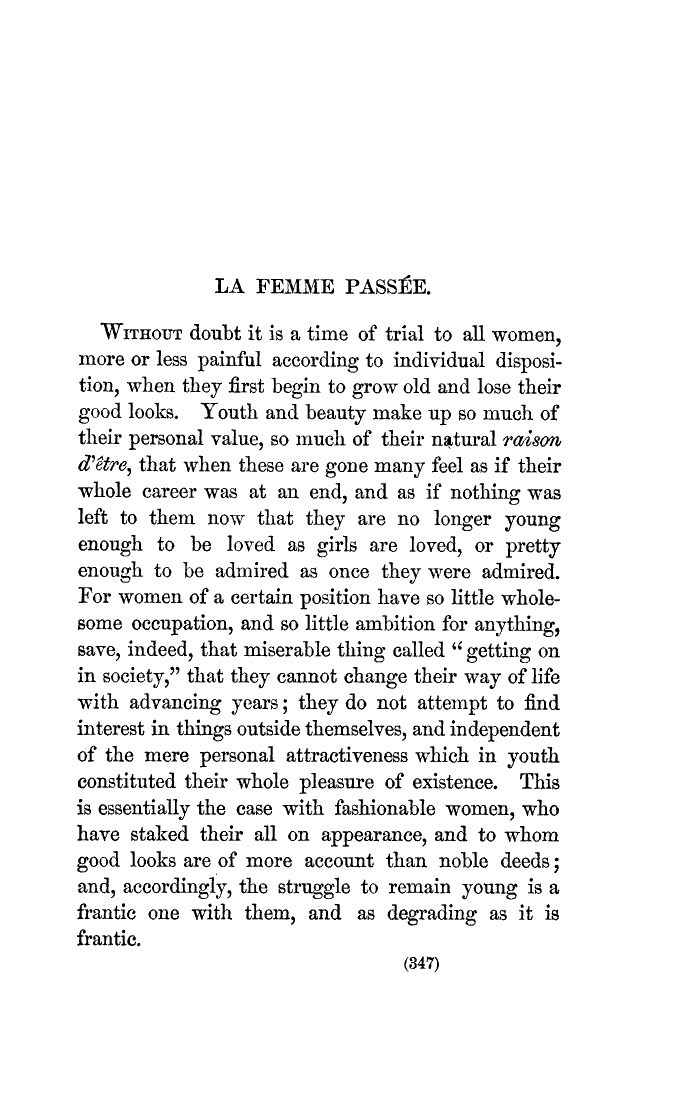 LA FEMME PASSÉE.
WITHOUT doubt it is a time of trial to all women,
more or less painful according to individual disposi-
tion, when they first begin to grow old and lose their
good looks. Youth and beauty make up so much of
their personal value, so much of their natural raison
d'être, that when these are gone many feel as if their
whole career was at an end, and as if nothing was
left to them now that they are no longer young
enough to be loved as girls are loved, or pretty
enough to be admired as once they were admired.
For women of a certain position have so little whole-
some occupation, and so little ambition for anything,
save, indeed, that miserable thing called "getting on
in society," that they cannot change their way of life
with advancing years; they do not attempt to find
interest in things outside themselves, and independent
of the mere personal attractiveness which in youth
constituted their whole pleasure of existence. This
is essentially the case with fashionable women, who
have staked their all on appearance, and to whom
good looks are of more account than noble deeds;
and, accordingly, the struggle to remain young is a
frantic one with them, and as degrading as it is
frantic.
(347)